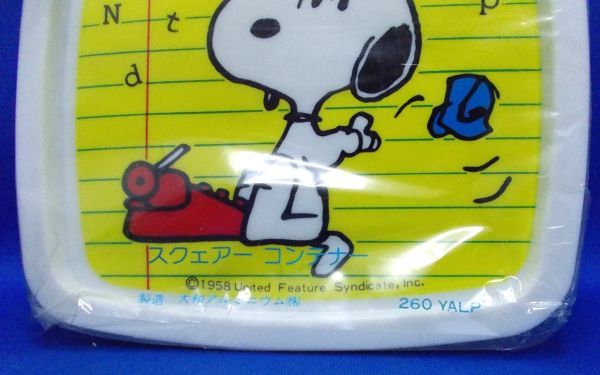 N t p
d
スクェアー コンテナー
©1958 United Feature Syndicate, Inc.
製造 大和アルミニウム㈱ 260 YALP